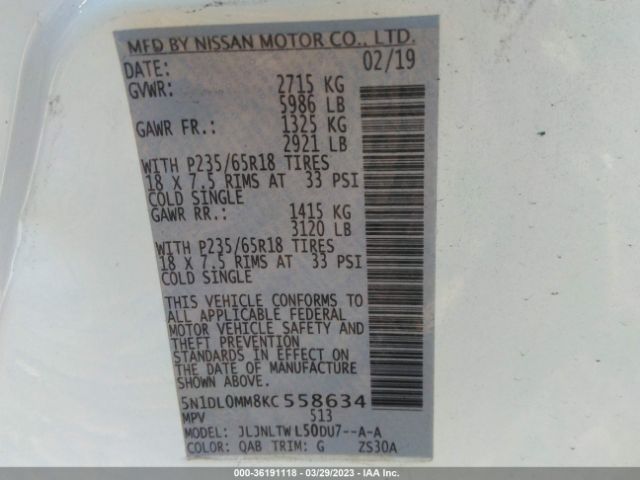 MFD BY NISSAN MOTOR CO., LTD.
DATE: 02/19
GVWR: 2715 KG
5986 LB
GAWR FR.: 1325 KG
2921 LB
WITH P235/65R18 TIRES
18 X 7.5 RIMS AT 33 PSI
COLD SINGLE
GAWR RR.: 1415 KG
3120 LB
WITH P235/65R18 TIRES
18 X 7.5 RIMS AT 33 PSI
COLD SINGLE
THIS VEHICLE CONFORMS TO
ALL APPLICABLE FEDERAL
MOTOR VEHICLE SAFETY AND
THEFT PREVENTION
STANDARDS IN EFFECT ON
THE DATE OF MANUFACTURE
SHOWN ABOVE.
5N1DL0MM8KC558634
MPV 513
MODEL: JLJNLTWL50DU7--A-A
COLOR: QAB TRIM: G ZS30A
000-36191118 - 03/29/2023 - IAA Inc.